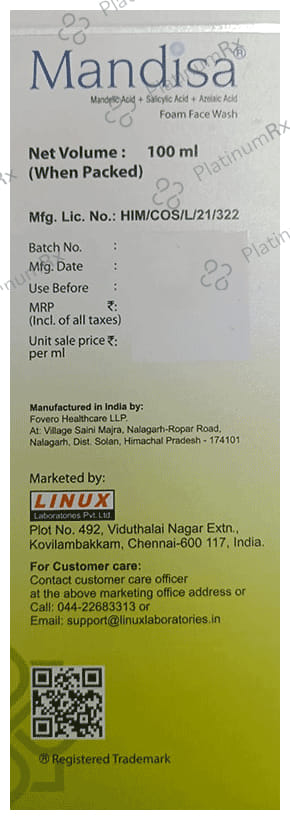 Mandisa®
Mandelic Acid + Salicylic Acid + Azelaic Acid
Foam Face Wash
Net Volume : 100 ml
(When Packed)
Mfg. Lic. No.: HIM/COS/L/21/322
Batch No. :
Mfg. Date :
Use Before :
MRP ₹:
(Incl. of all taxes)
Unit sale price ₹:
per ml
Manufactured in India by:
Fovero Healthcare LLP.
At: Village Saini Majra, Nalagarh-Ropar Road,
Nalagarh, Dist. Solan, Himachal Pradesh - 174101
Marketed by:
LINUX
Laboratories Pvt. Ltd.
Plot No. 492, Viduthalai Nagar Extn.,
Kovilambakkam, Chennai-600 117, India.
For Customer care:
Contact customer care officer
at the above marketing office address or
Call: 044-22683313 or
Email: support@linuxlaboratories.in
® Registered Trademark
PlatinumRx
PlatinumRx
Platin
inumRx
Rx